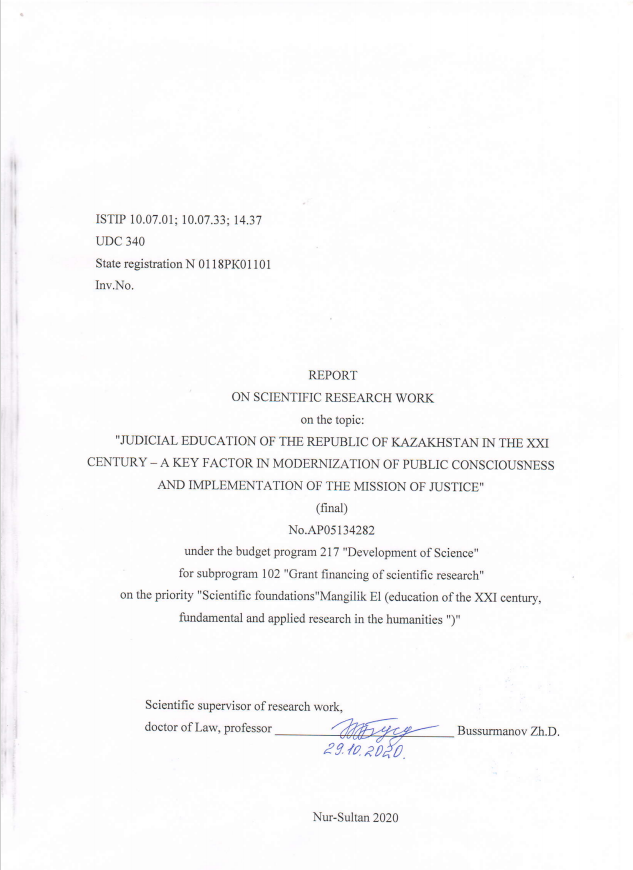 ISTIP 10.07.01; 10.07.33; 14.37
UDC 340
State registration N 0118PK01101
Inv.No.
REPORT
ON SCIENTIFIC RESEARCH WORK
on the topic:
"JUDICIAL EDUCATION OF THE REPUBLIC OF KAZAKHSTAN IN THE XXI
CENTURY – A KEY FACTOR IN MODERNIZATION OF PUBLIC CONSCIOUSNESS
AND IMPLEMENTATION OF THE MISSION OF JUSTICE"
(final)
No.AP05134282
under the budget program 217 "Development of Science"
for subprogram 102 "Grant financing of scientific research"
on the priority "Scientific foundations"Mangilik El (education of the XXI century,
fundamental and applied research in the humanities ")"
Scientific supervisor of research work,
doctor of Law, professor Bussurmanov Zh.D.
29.10.2020.
Nur-Sultan 2020